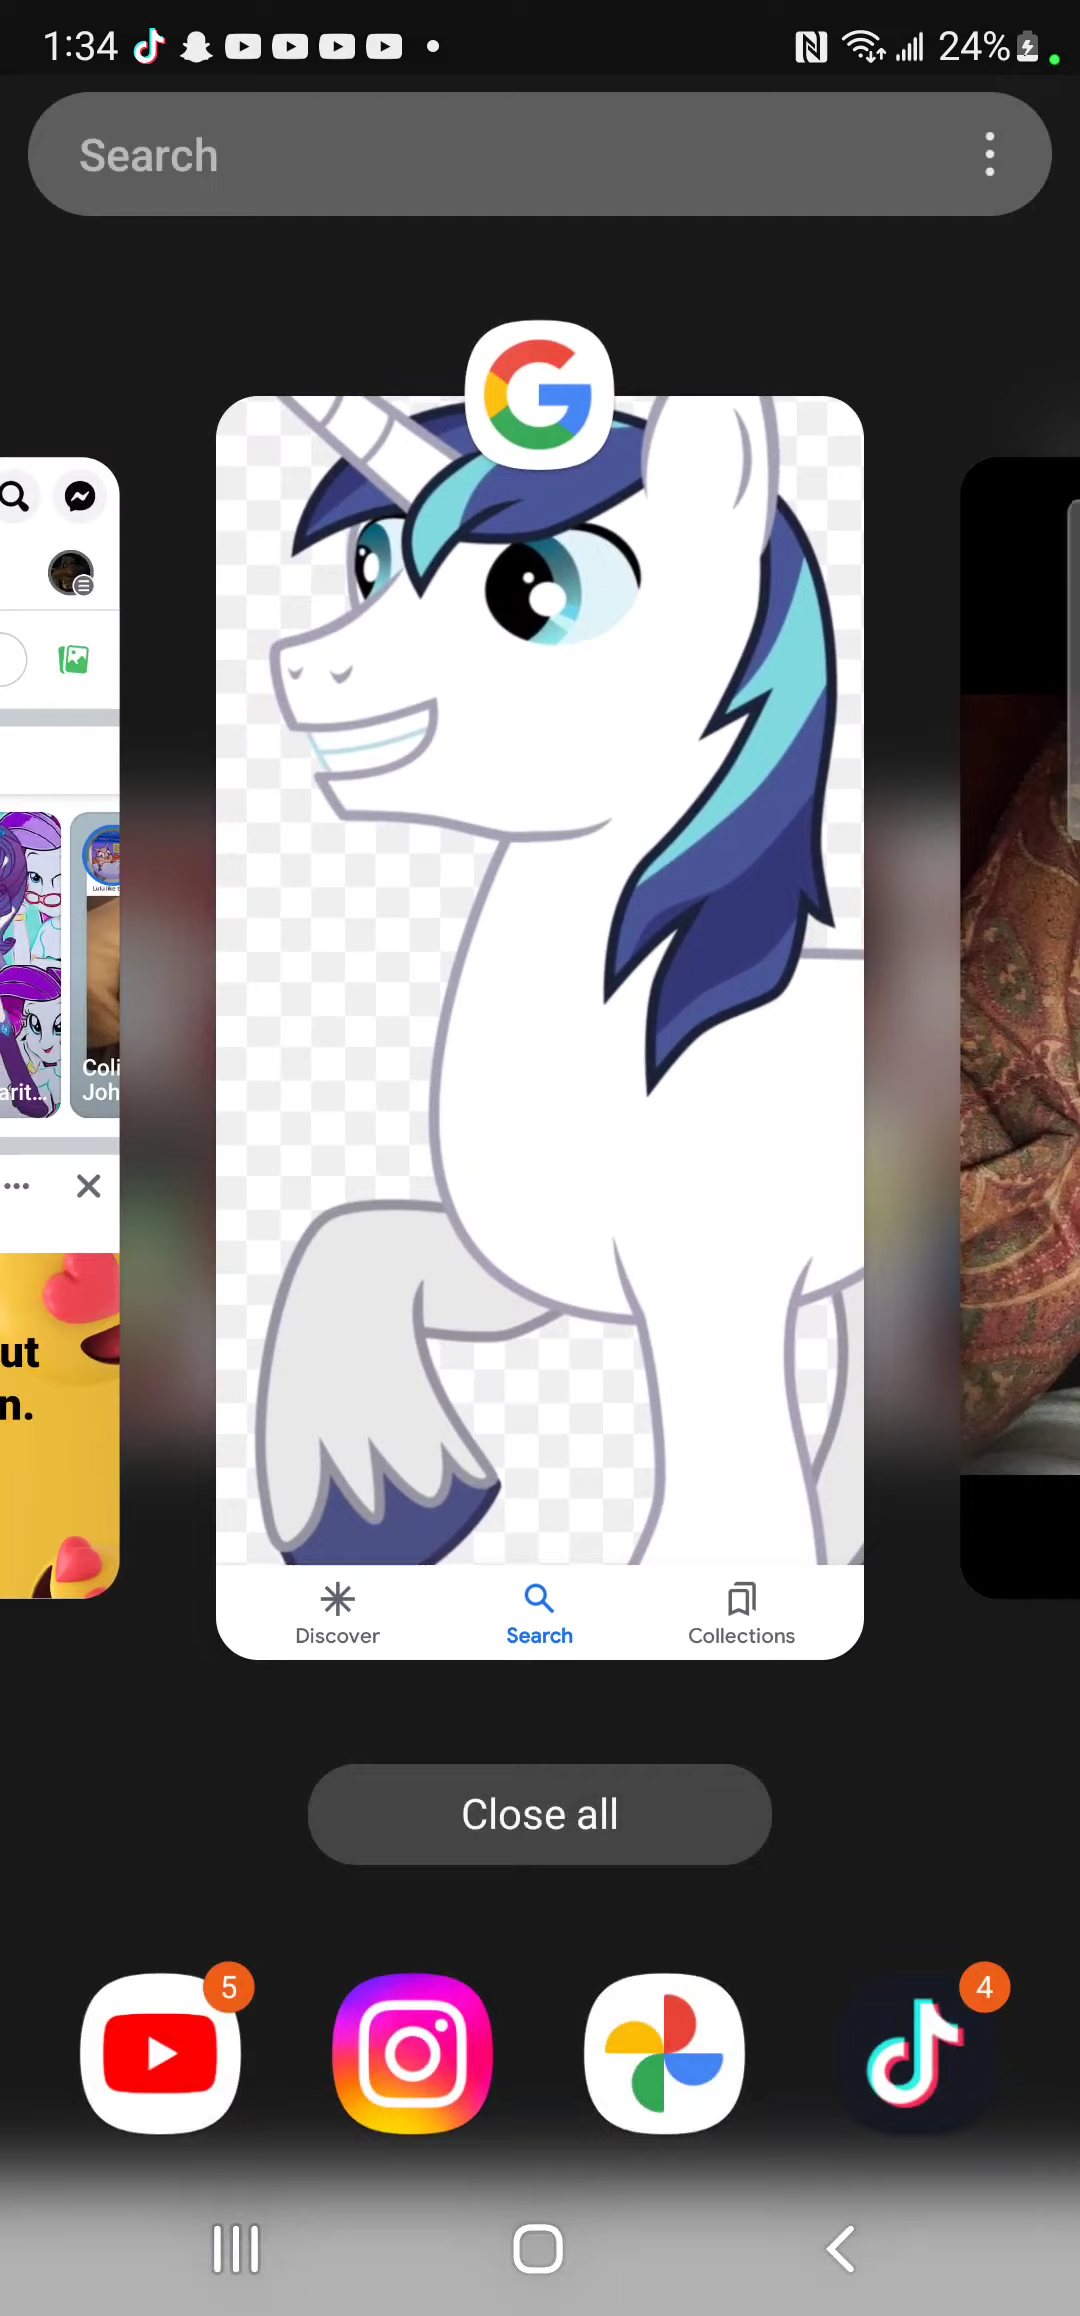 1:34
24%
Search
Coli
Joh
arit...
ut
n.
Discover
Search
Collections
Close all
5
4